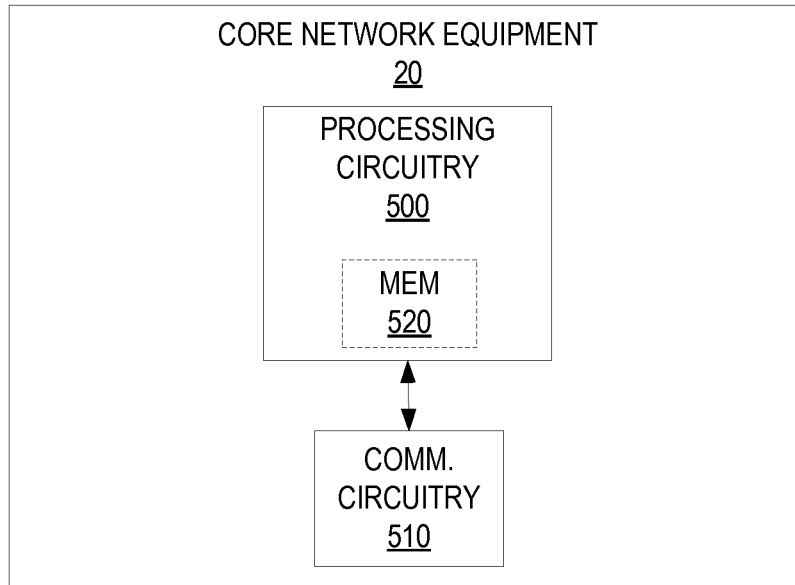 CORE NETWORK EQUIPMENT
20
PROCESSING
CIRCUITRY
500
MEM
520
COMM.
CIRCUITRY
510